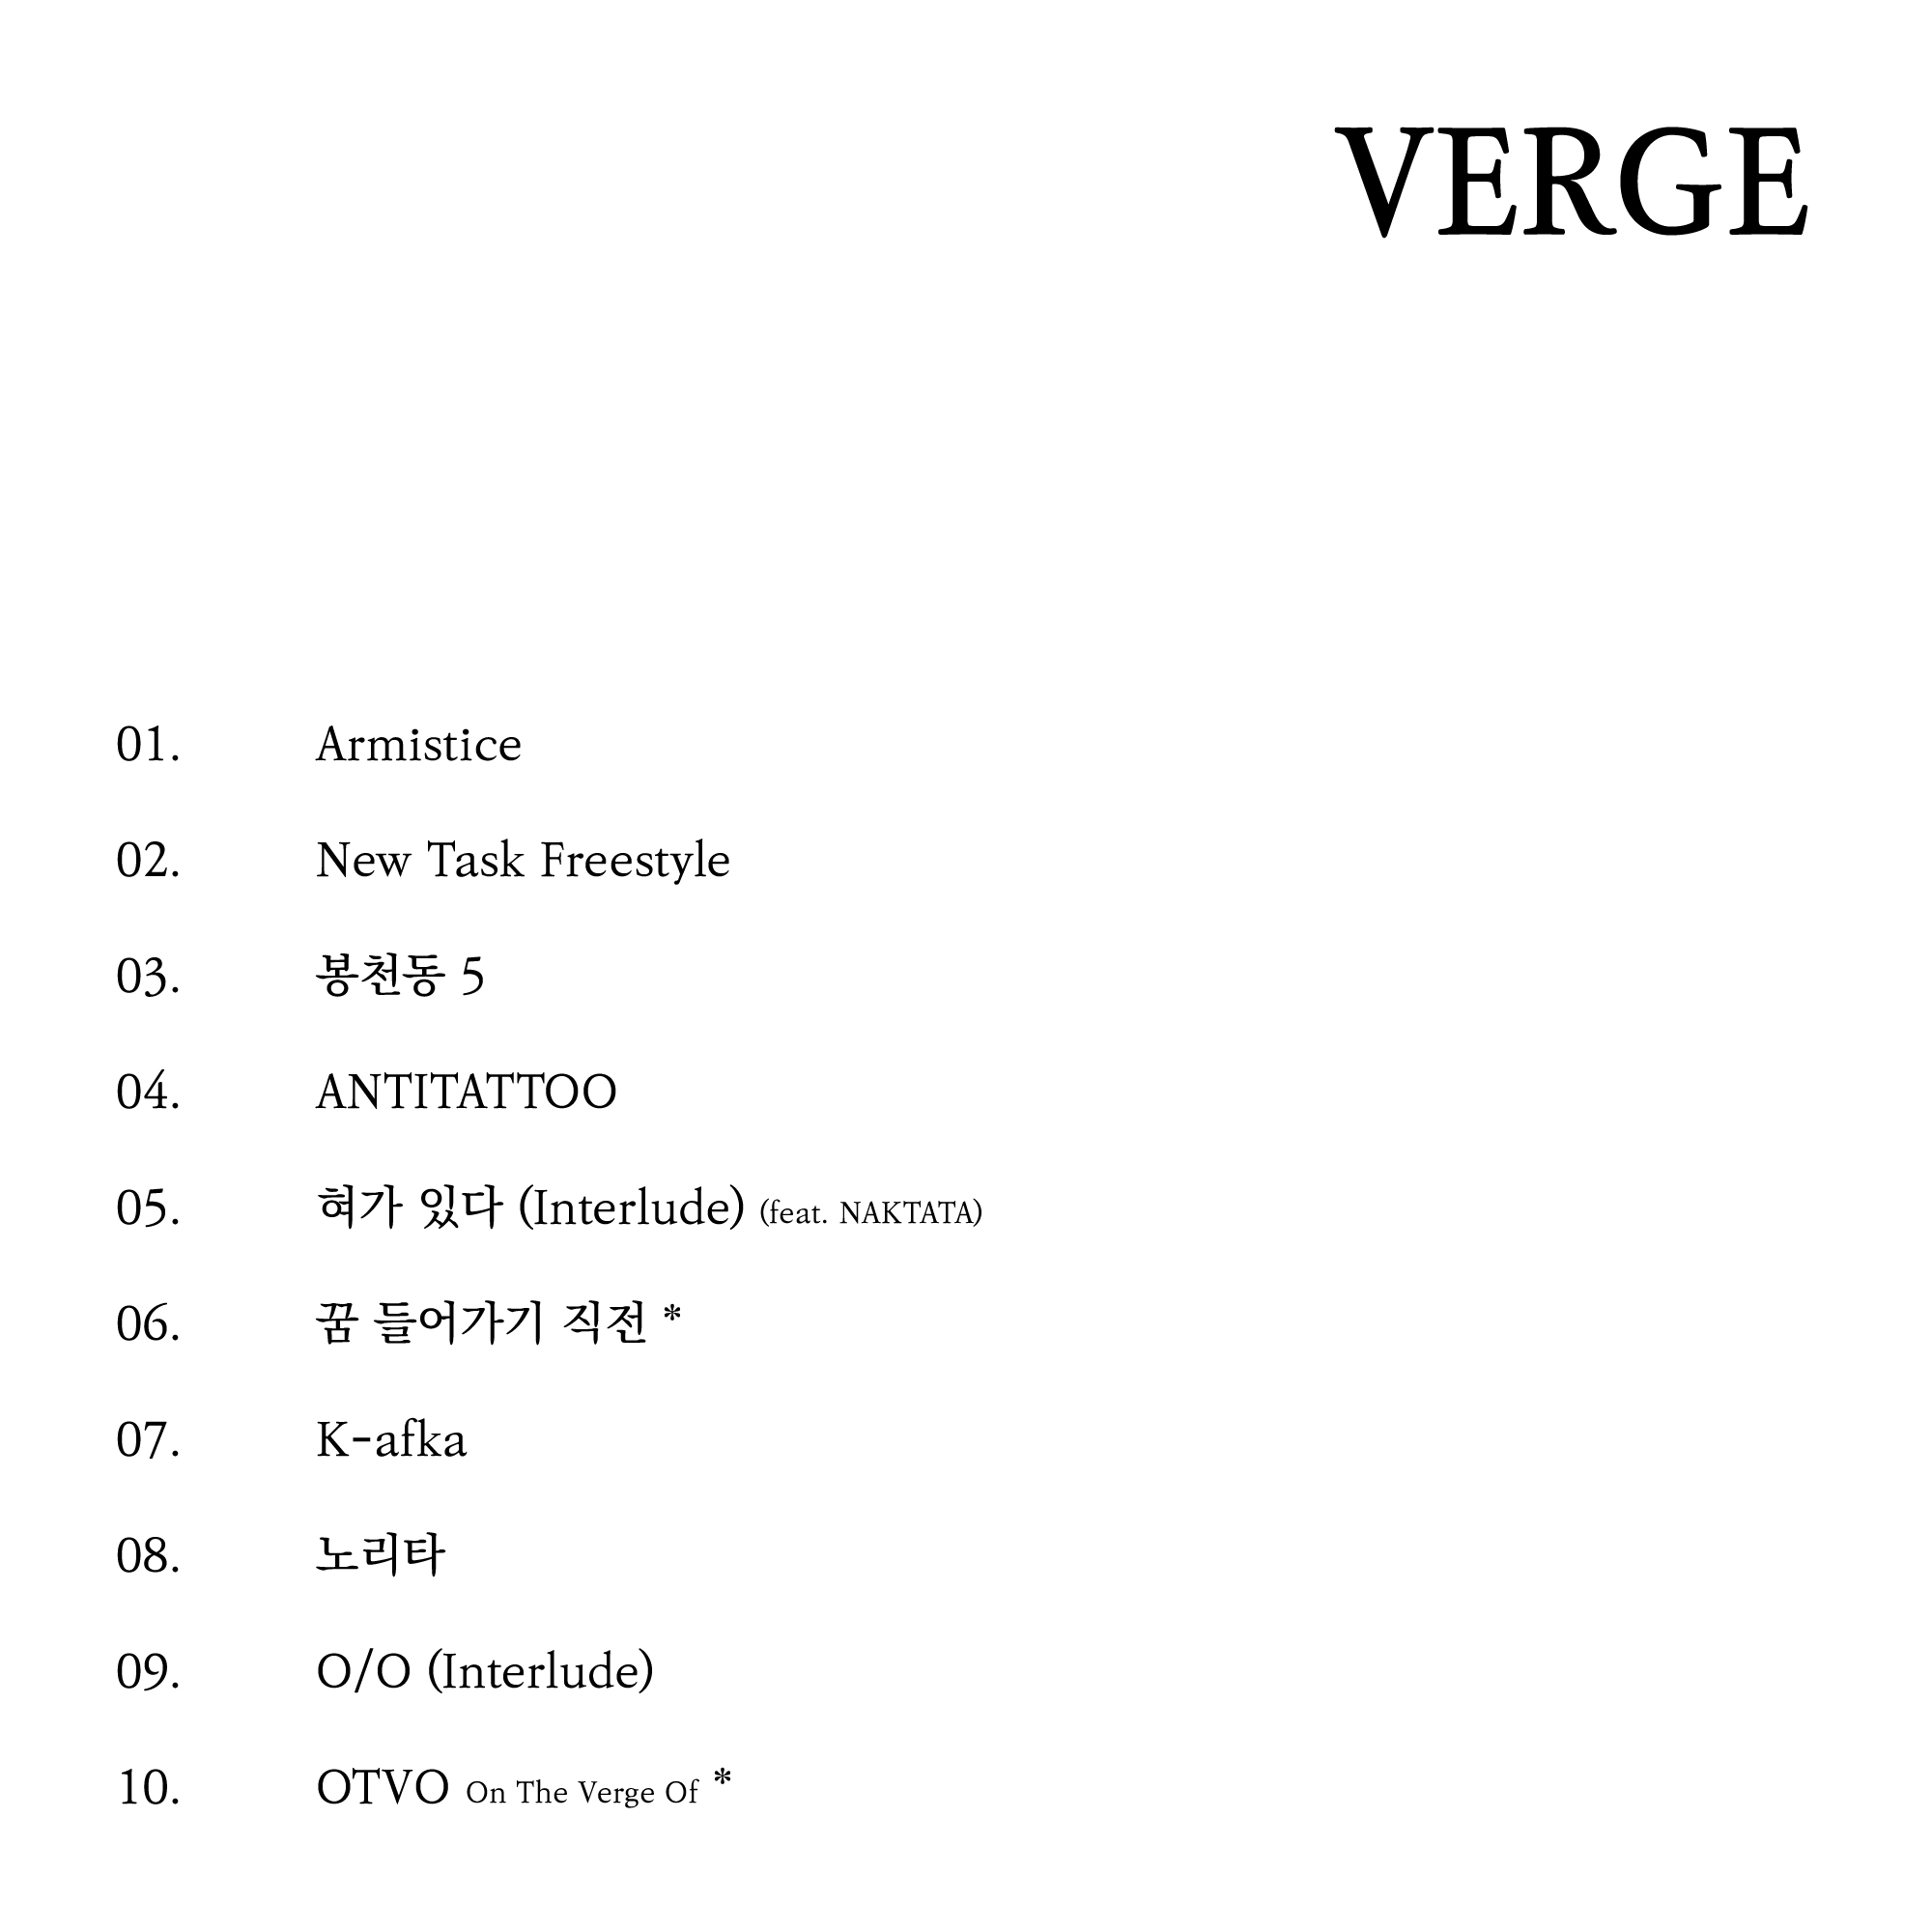 VERGE
01. Armistice
02. New Task Freestyle
03. 봉천동 5
04. ANTITATTOO
05. 혀가 있다 (Interlude) (feat. NAKTATA)
06. 꿈 들어가기 직전 *
07. K-afka
08. 노리타
09. O/O (Interlude)
10. OTVO On The Verge Of *